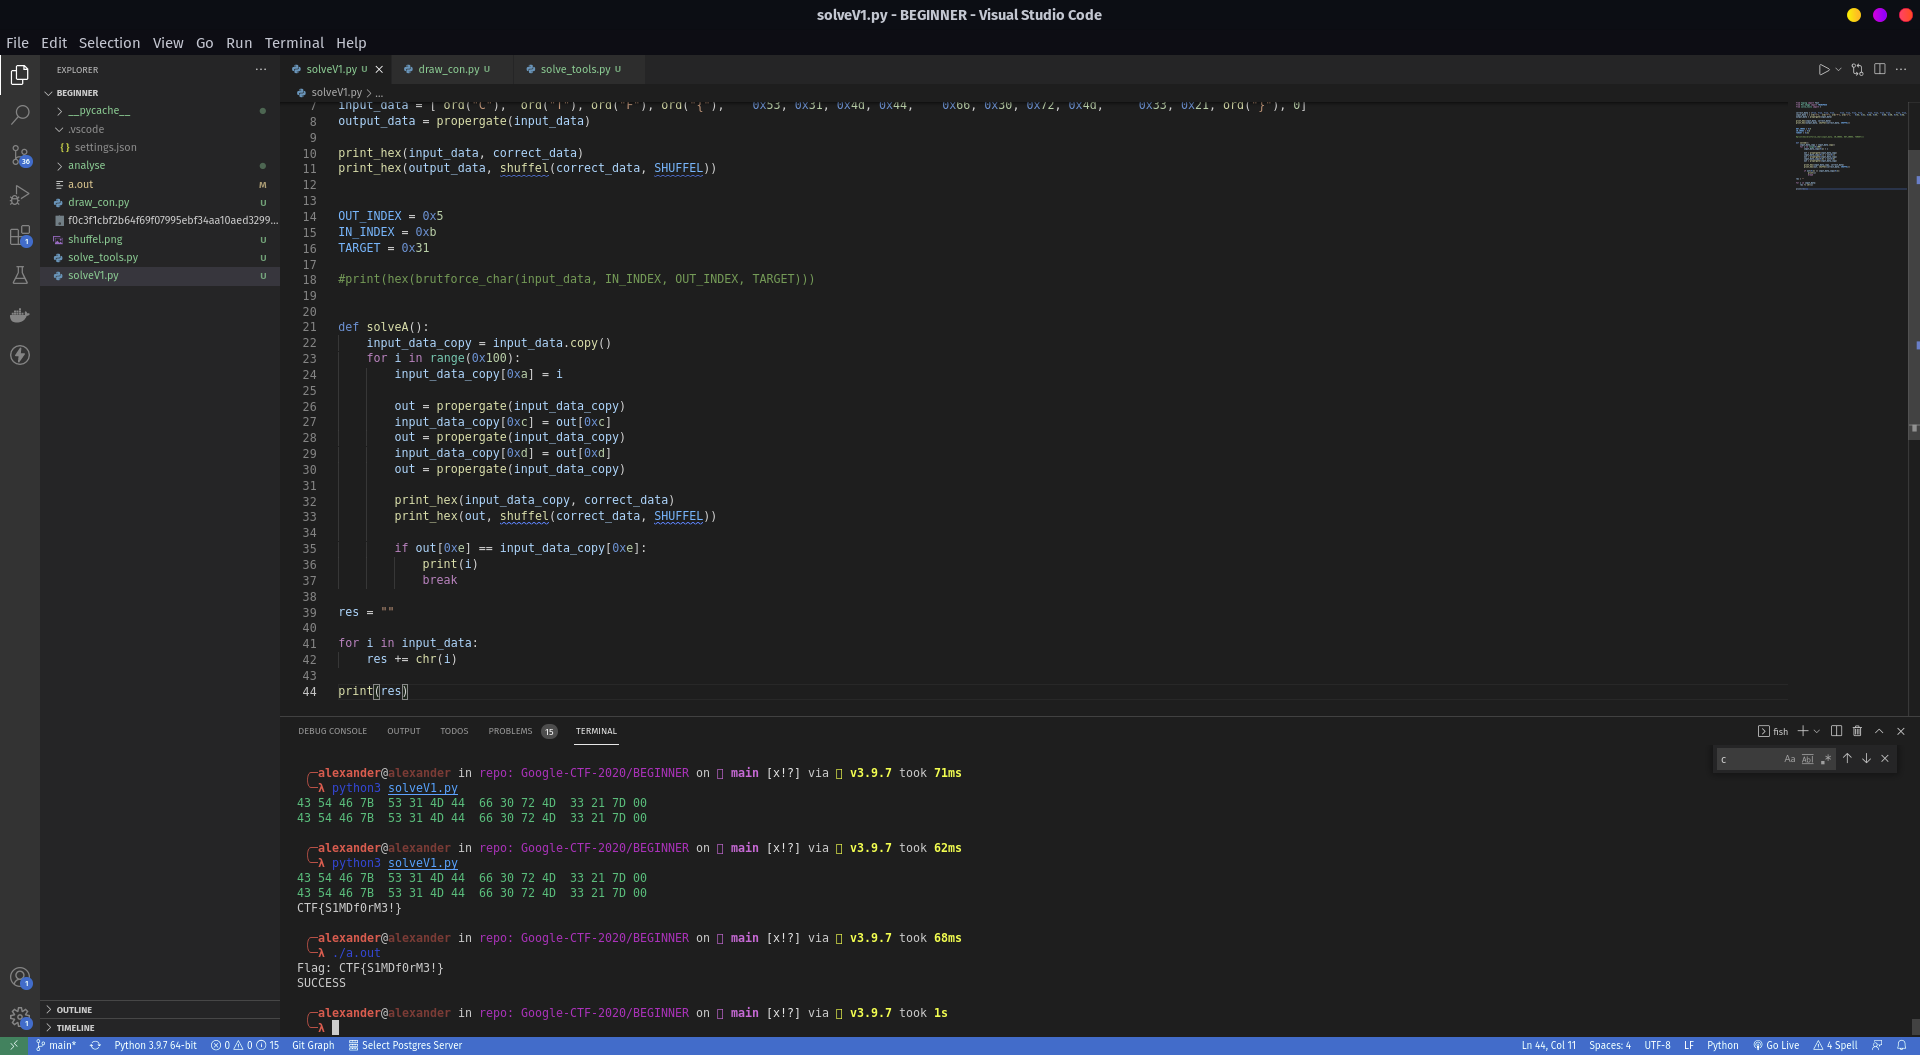 solveV1.py - BEGINNER - Visual Studio Code
File Edit Selection View Go Run Terminal Help
EXPLORER ...
solveV1.py U
draw_con.py U
solve_tools.py U
BEGINNER
solveV1.py > ...
__pycache__
.vscode
settings.json
analyse
a.out M
draw_con.py U
f0c3f1cbf2b64f69f07995ebf34aa10aed3299...
shuffel.png U
solve_tools.py U
solveV1.py U
36
1
7 input_data = [ ord("C"), ord("T"), ord("F"), ord("{"), 0x53, 0x31, 0x4d, 0x44, 0x66, 0x30, 0x72, 0x4d, 0x33, 0x21, ord("}"), 0]
8 output_data = propergate(input_data)
9
10 print_hex(input_data, correct_data)
11 print_hex(output_data, shuffel(correct_data, SHUFFEL))
12
13
14 OUT_INDEX = 0x5
15 IN_INDEX = 0xb
16 TARGET = 0x31
17
18 #print(hex(brutforce_char(input_data, IN_INDEX, OUT_INDEX, TARGET)))
19
20
21 def solveA():
22 input_data_copy = input_data.copy()
23 for i in range(0x100):
24 input_data_copy[0xa] = i
25
26 out = propergate(input_data_copy)
27 input_data_copy[0xc] = out[0xc]
28 out = propergate(input_data_copy)
29 input_data_copy[0xd] = out[0xd]
30 out = propergate(input_data_copy)
31
32 print_hex(input_data_copy, correct_data)
33 print_hex(out, shuffel(correct_data, SHUFFEL))
34
35 if out[0xe] == input_data_copy[0xe]:
36 print(i)
37 break
38
39 res = ""
40
41 for i in input_data:
42 res += chr(i)
43
44 print(res)
DEBUG CONSOLE OUTPUT TODOS PROBLEMS 15 TERMINAL
fish
c Aa Abl .*
alexander@alexander in repo: Google-CTF-2020/BEGINNER on main [x!?] via v3.9.7 took 71ms
λ python3 solveV1.py
43 54 46 7B 53 31 4D 44 66 30 72 4D 33 21 7D 00
43 54 46 7B 53 31 4D 44 66 30 72 4D 33 21 7D 00
alexander@alexander in repo: Google-CTF-2020/BEGINNER on main [x!?] via v3.9.7 took 62ms
λ python3 solveV1.py
43 54 46 7B 53 31 4D 44 66 30 72 4D 33 21 7D 00
43 54 46 7B 53 31 4D 44 66 30 72 4D 33 21 7D 00
CTF{S1MDf0rM3!}
alexander@alexander in repo: Google-CTF-2020/BEGINNER on main [x!?] via v3.9.7 took 68ms
λ ./a.out
Flag: CTF{S1MDf0rM3!}
SUCCESS
alexander@alexander in repo: Google-CTF-2020/BEGINNER on main [x!?] via v3.9.7 took 1s
λ
1
1
OUTLINE
TIMELINE
main* Python 3.9.7 64-bit 0 0 15 Git Graph Select Postgres Server Ln 44, Col 11 Spaces: 4 UTF-8 LF Python Go Live 4 Spell